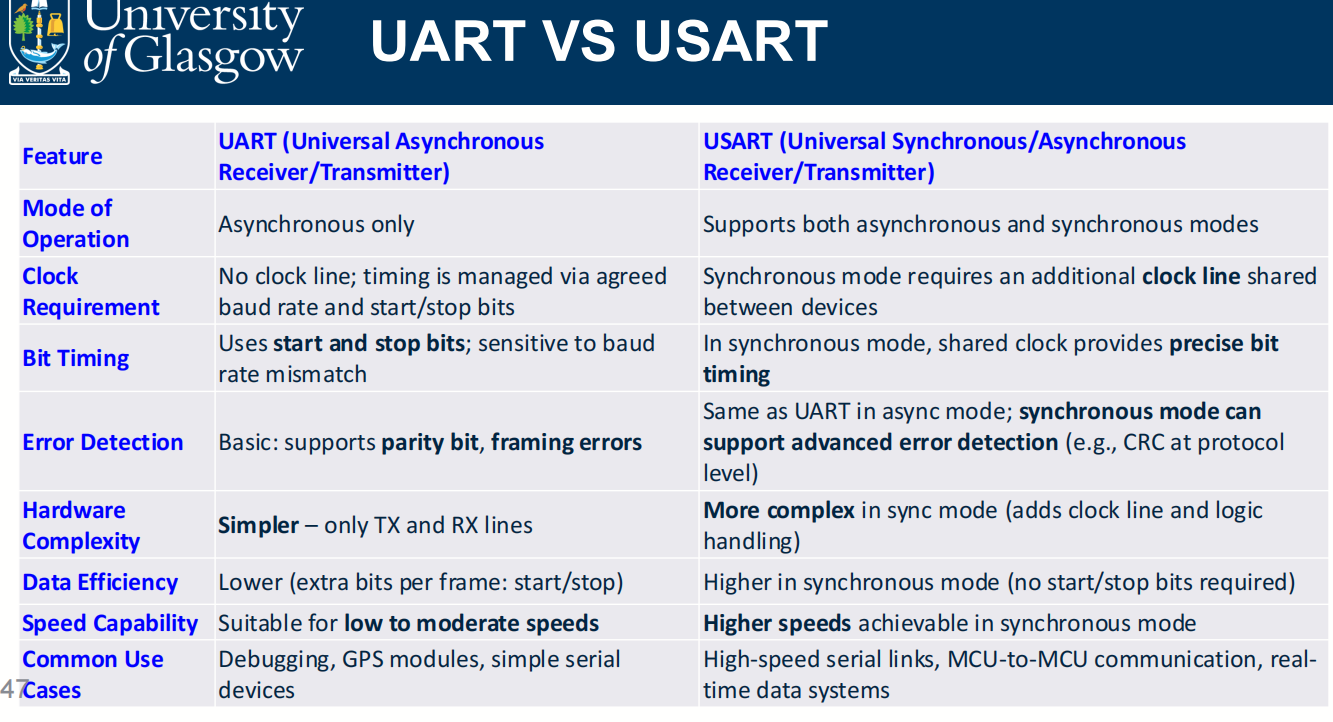 University
of Glasgow
VIA VERITAS VITA
UART VS USART
Feature
UART (Universal Asynchronous
Receiver/Transmitter)
USART (Universal Synchronous/Asynchronous
Receiver/Transmitter)
Mode of
Operation
Asynchronous only
Supports both asynchronous and synchronous modes
Clock
Requirement
No clock line; timing is managed via agreed
baud rate and start/stop bits
Synchronous mode requires an additional clock line shared
between devices
Bit Timing
Uses start and stop bits; sensitive to baud
rate mismatch
In synchronous mode, shared clock provides precise bit
timing
Error Detection
Basic: supports parity bit, framing errors
Same as UART in async mode; synchronous mode can
support advanced error detection (e.g., CRC at protocol
level)
Hardware
Complexity
Simpler – only TX and RX lines
More complex in sync mode (adds clock line and logic
handling)
Data Efficiency
Lower (extra bits per frame: start/stop)
Higher in synchronous mode (no start/stop bits required)
Speed Capability
Suitable for low to moderate speeds
Higher speeds achievable in synchronous mode
Common Use
Cases
Debugging, GPS modules, simple serial
devices
High-speed serial links, MCU-to-MCU communication, real-
time data systems
47